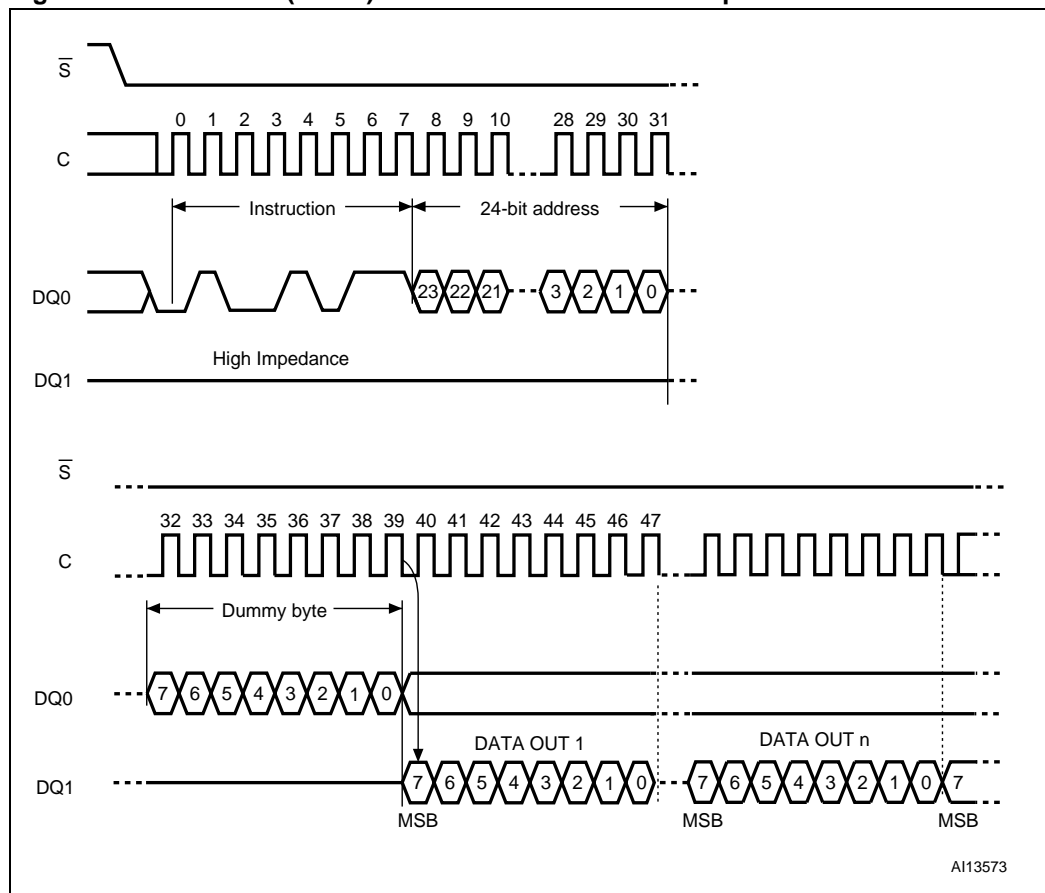 S
0 1 2 3 4 5 6 7 8 9 10 28 29 30 31
C
Instruction 24-bit address
DQ0 23 22 21 3 2 1 0
High Impedance
DQ1
S
32 33 34 35 36 37 38 39 40 41 42 43 44 45 46 47
C
Dummy byte
DQ0 7 6 5 4 3 2 1 0
DATA OUT 1 DATA OUT n
DQ1 7 6 5 4 3 2 1 0 7 6 5 4 3 2 1 0 7
MSB MSB MSB
AI13573